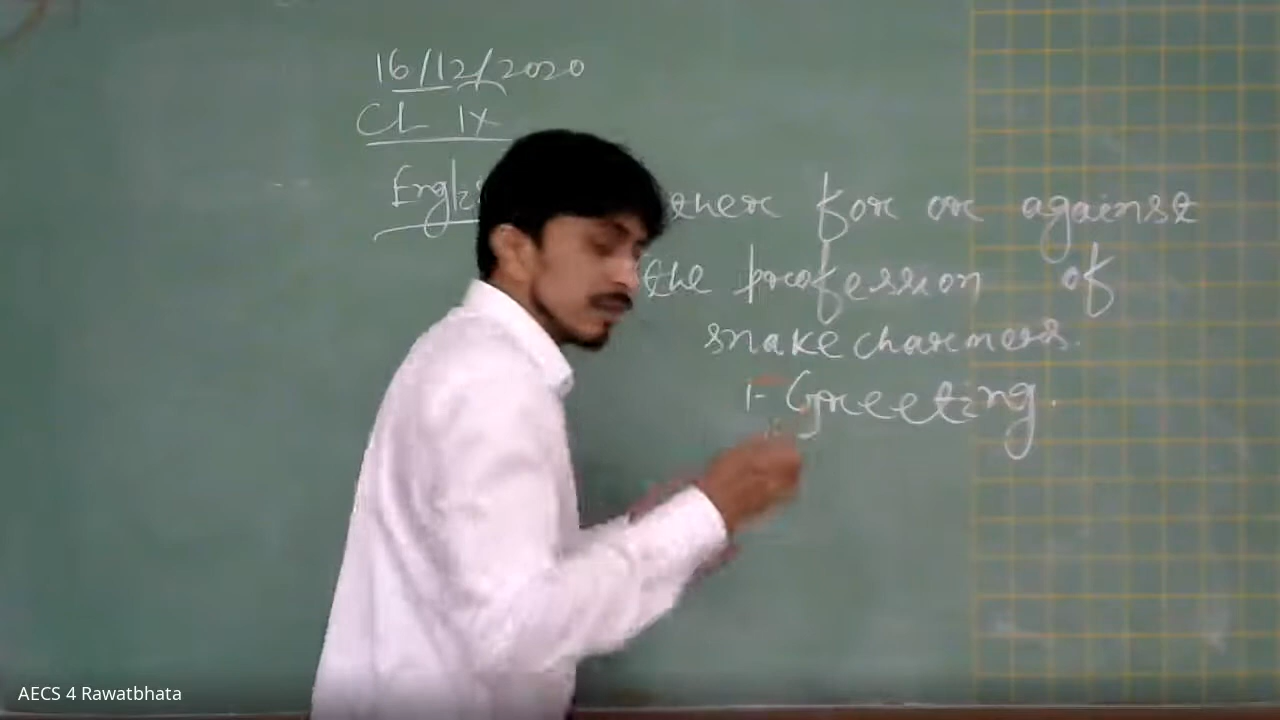 16/12/2020
CL IX
for or against
the profession of
snake charmers.
1- Greeting.
AECS 4 Rawatbhata